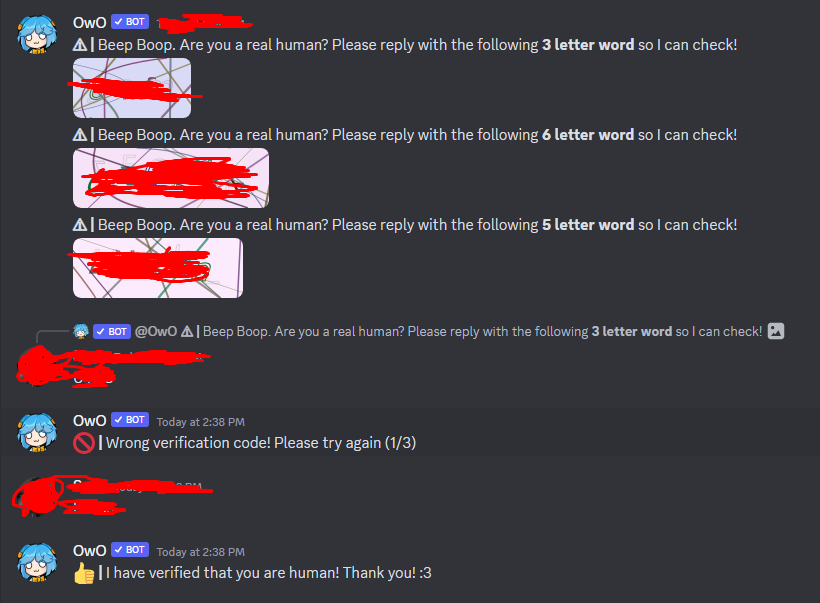 OwO ✓ BOT
⚠ | Beep Boop. Are you a real human? Please reply with the following 3 letter word so I can check!
⚠ | Beep Boop. Are you a real human? Please reply with the following 6 letter word so I can check!
⚠ | Beep Boop. Are you a real human? Please reply with the following 5 letter word so I can check!
✓ BOT @OwO ⚠ | Beep Boop. Are you a real human? Please reply with the following 3 letter word so I can check!
OwO ✓ BOT Today at 2:38 PM
🚫 | Wrong verification code! Please try again (1/3)
OwO ✓ BOT Today at 2:38 PM
👍 | I have verified that you are human! Thank you! :3